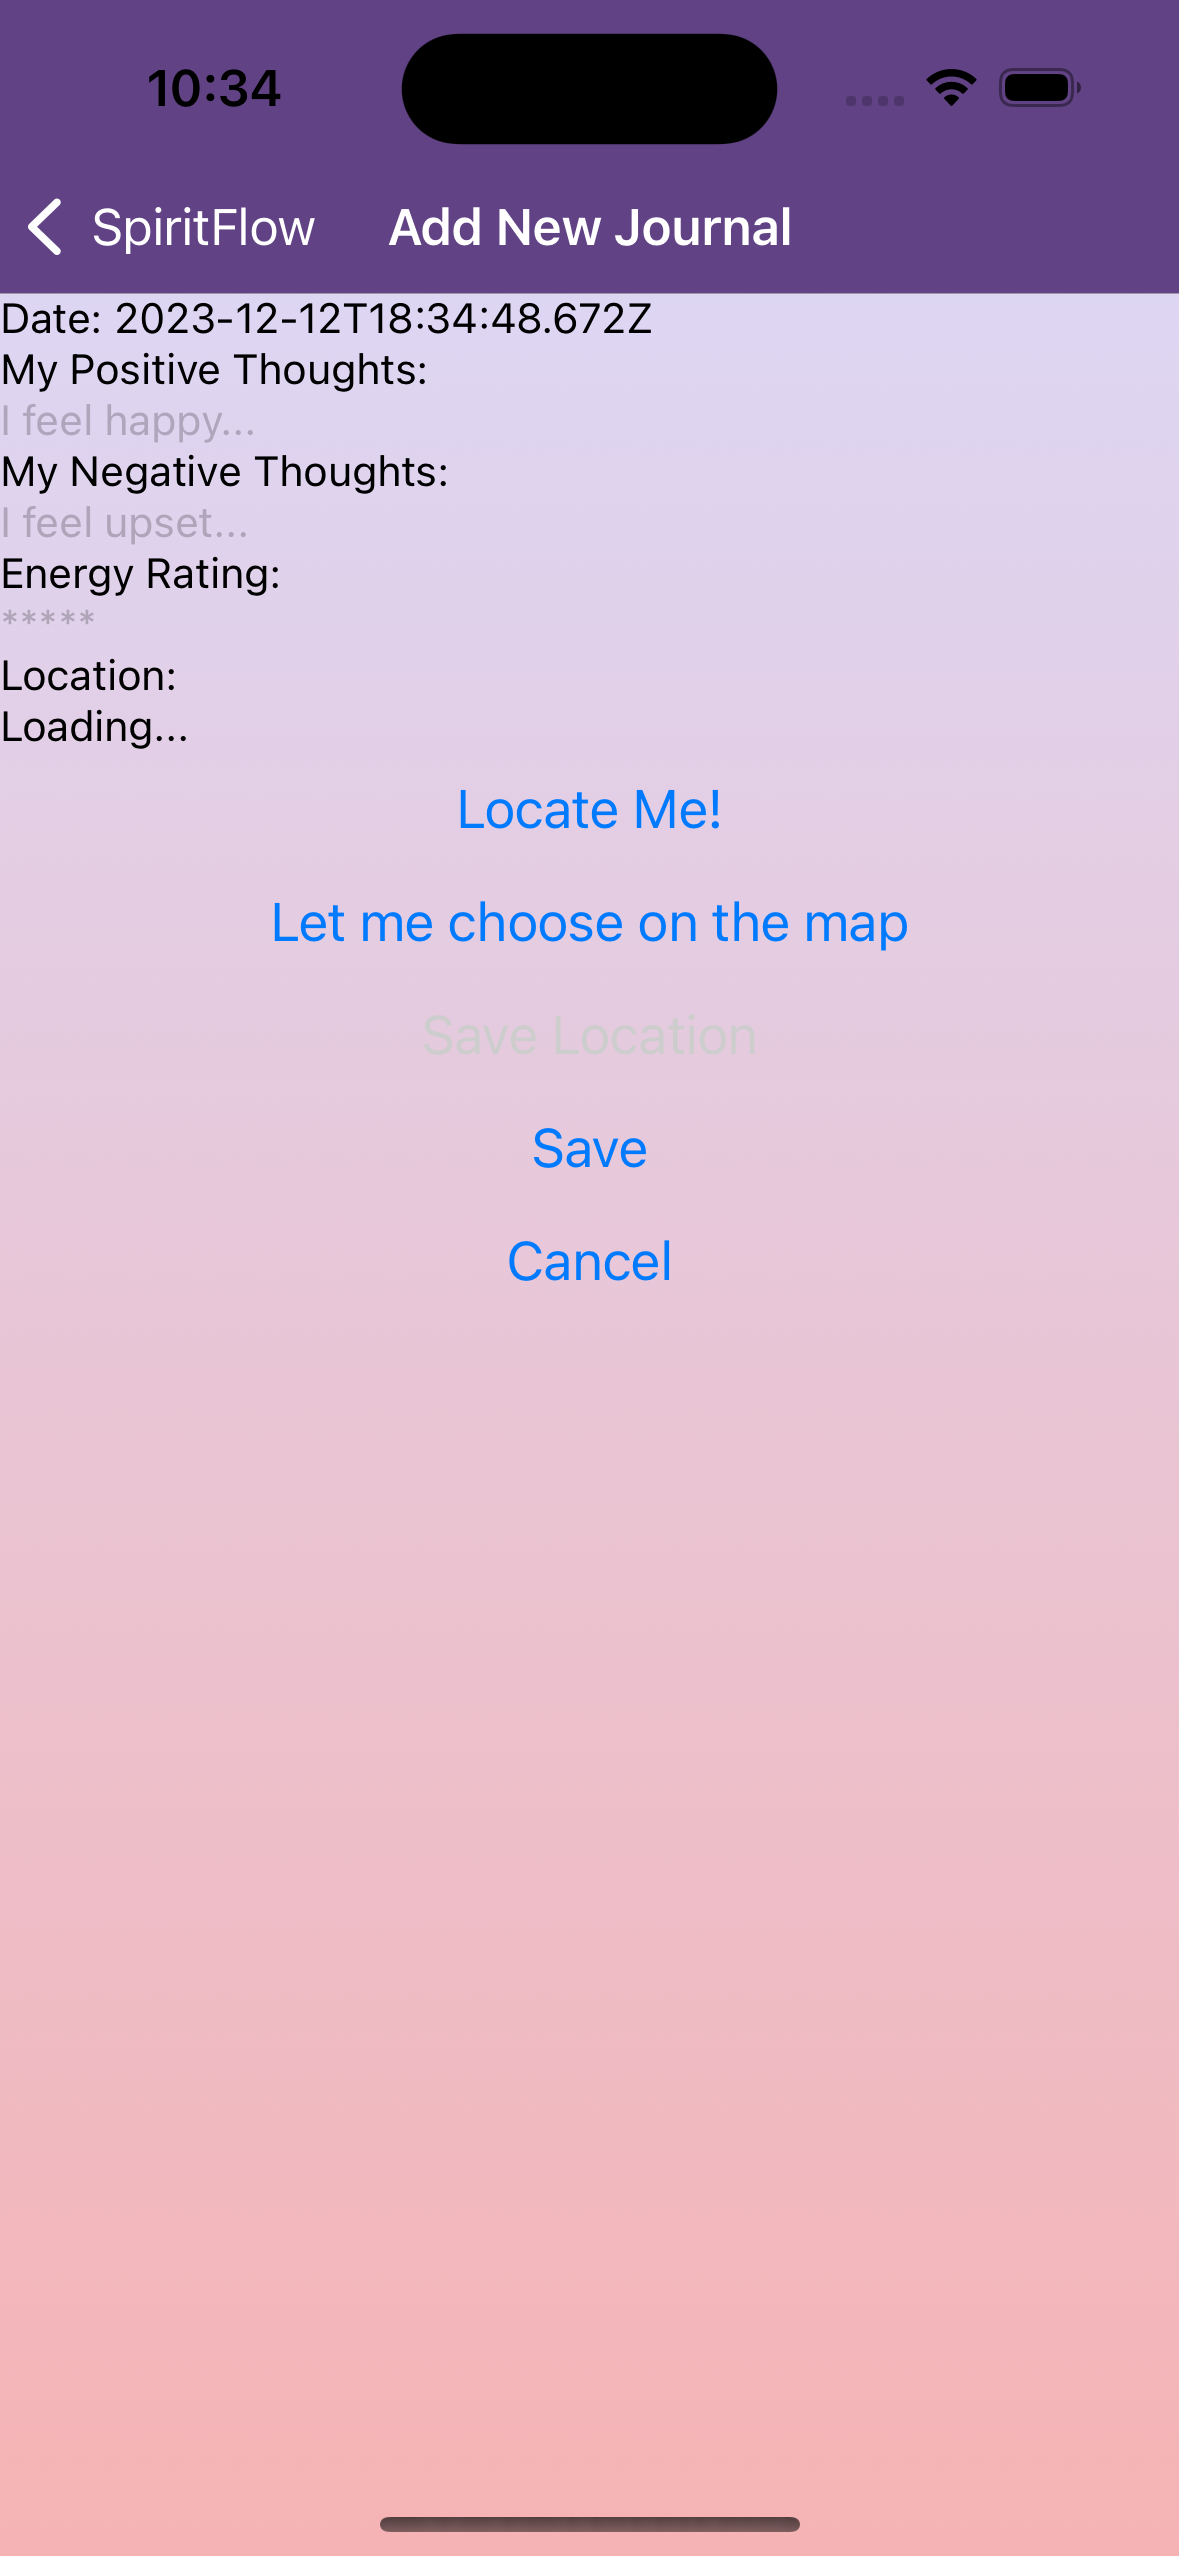 10:34
SpiritFlow Add New Journal
Date: 2023-12-12T18:34:48.672Z
My Positive Thoughts:
I feel happy...
My Negative Thoughts:
I feel upset...
Energy Rating:
*****
Location:
Loading...
Locate Me!
Let me choose on the map
Save Location
Save
Cancel